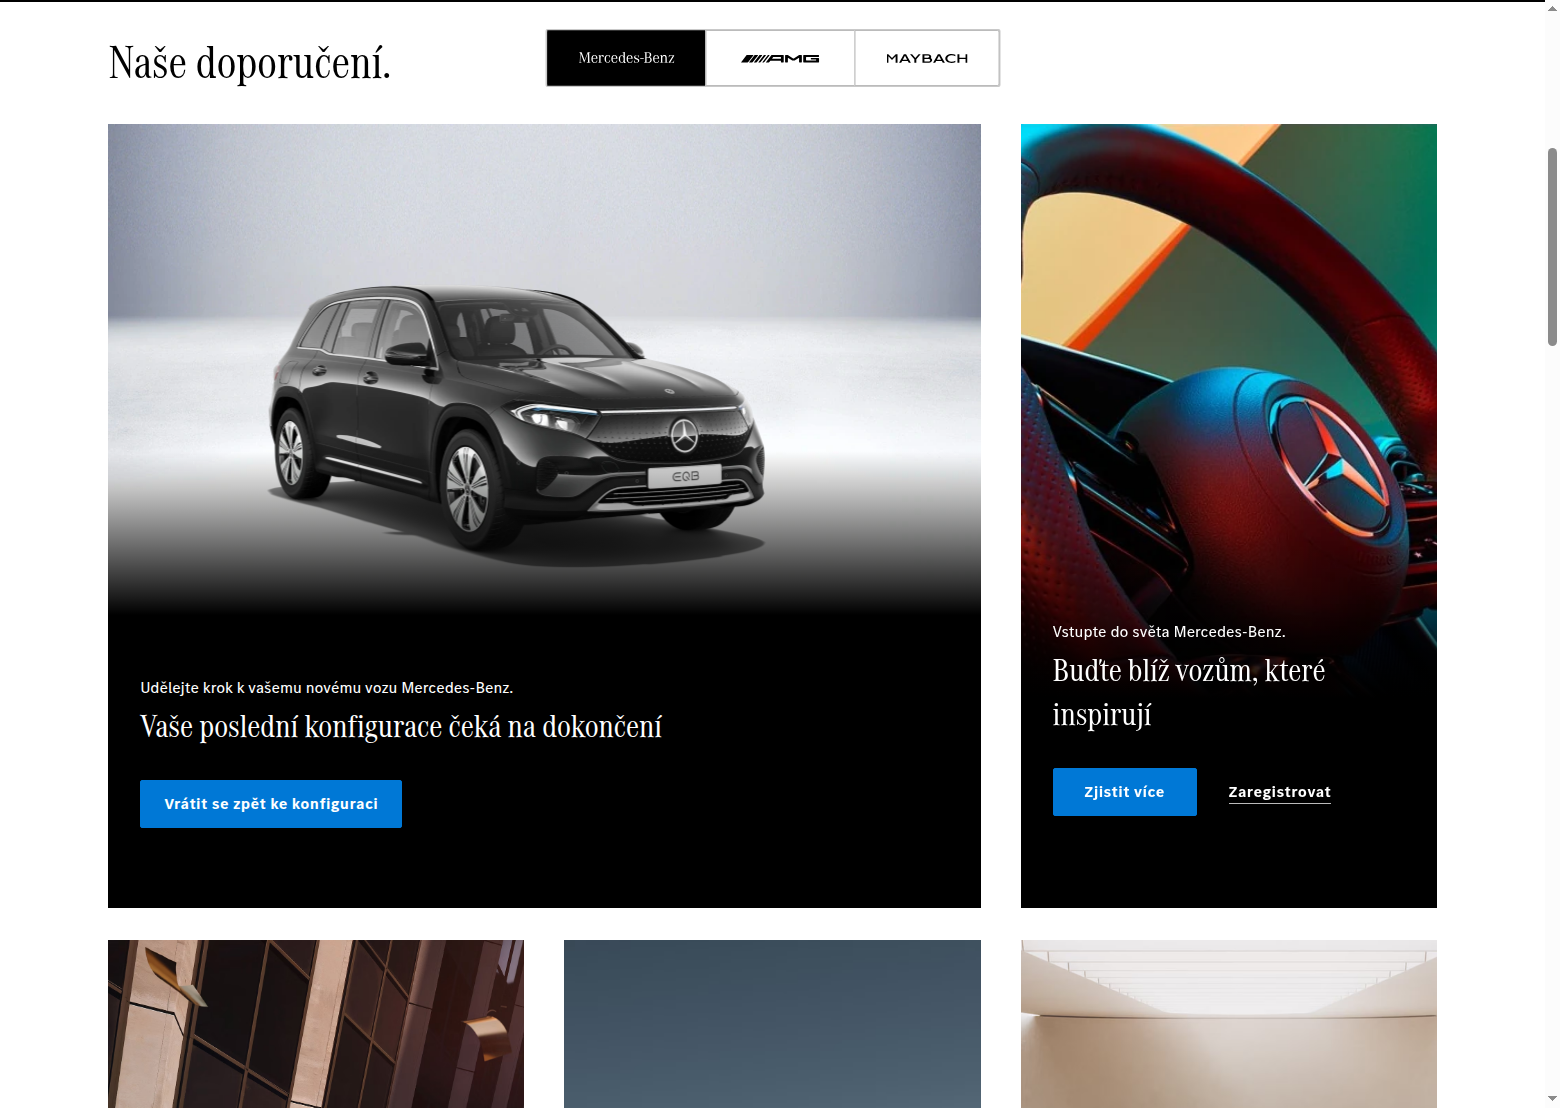 Naše doporučení.
Mercedes-Benz
AMG
MAYBACH
EQB
Udělejte krok k vašemu novému vozu Mercedes-Benz.
Vaše poslední konfigurace čeká na dokončení
Vrátit se zpět ke konfiguraci
Vstupte do světa Mercedes-Benz.
Buďte blíž vozům, které
inspirují
Zjistit více
Zaregistrovat